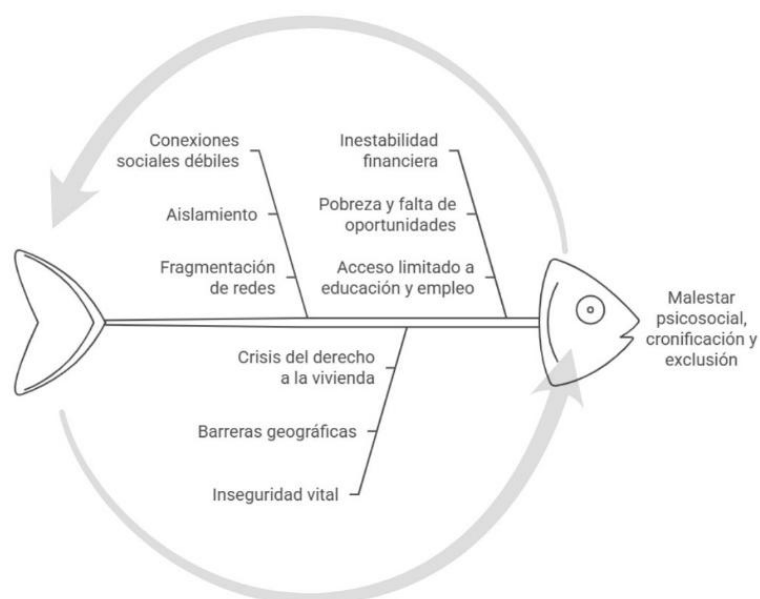 Conexiones
sociales débiles
Aislamiento
Fragmentación
de redes
Inestabilidad
financiera
Pobreza y falta de
oportunidades
Acceso limitado a
educación y empleo
Crisis del derecho
a la vivienda
Barreras geográficas
Inseguridad vital
Malestar
psicosocial,
cronificación y
exclusión